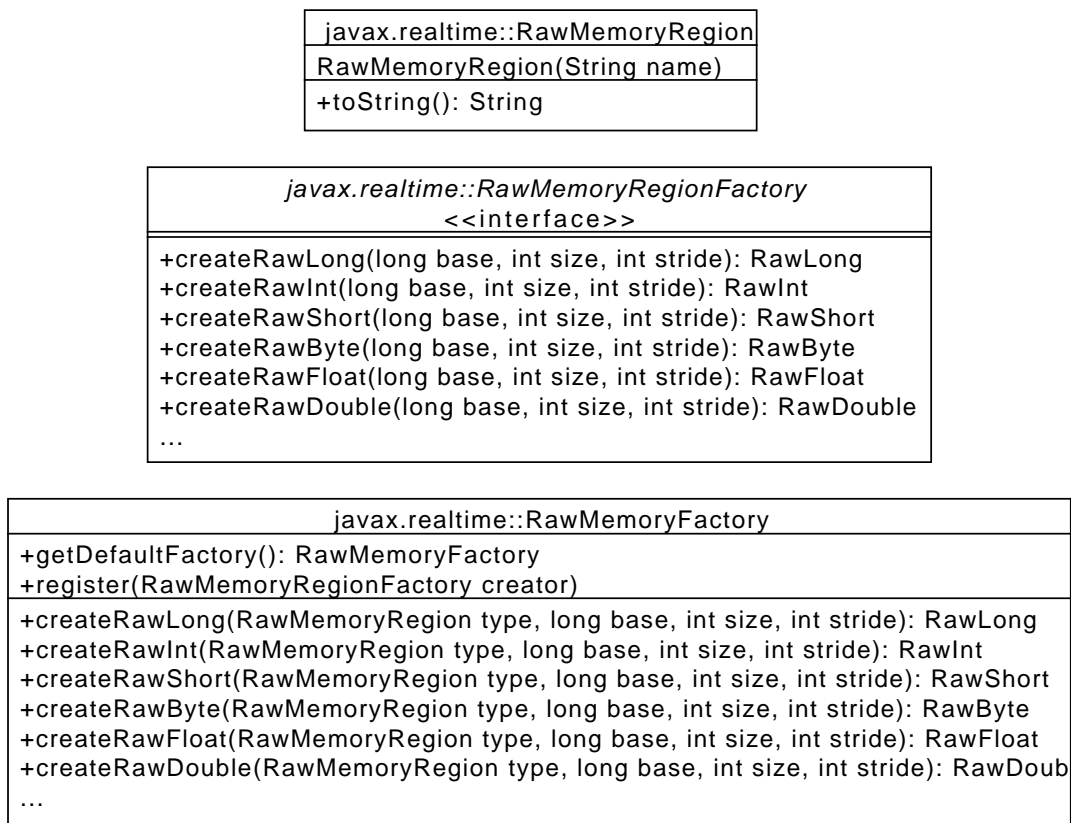 javax.realtime::RawMemoryRegion
RawMemoryRegion(String name)
+toString(): String
javax.realtime::RawMemoryRegionFactory
<<interface>>
+createRawLong(long base, int size, int stride): RawLong
+createRawInt(long base, int size, int stride): RawInt
+createRawShort(long base, int size, int stride): RawShort
+createRawByte(long base, int size, int stride): RawByte
+createRawFloat(long base, int size, int stride): RawFloat
+createRawDouble(long base, int size, int stride): RawDouble
...
javax.realtime::RawMemoryFactory
+getDefaultFactory(): RawMemoryFactory
+register(RawMemoryRegionFactory creator)
+createRawLong(RawMemoryRegion type, long base, int size, int stride): RawLong
+createRawInt(RawMemoryRegion type, long base, int size, int stride): RawInt
+createRawShort(RawMemoryRegion type, long base, int size, int stride): RawShort
+createRawByte(RawMemoryRegion type, long base, int size, int stride): RawByte
+createRawFloat(RawMemoryRegion type, long base, int size, int stride): RawFloat
+createRawDouble(RawMemoryRegion type, long base, int size, int stride): RawDoub
...